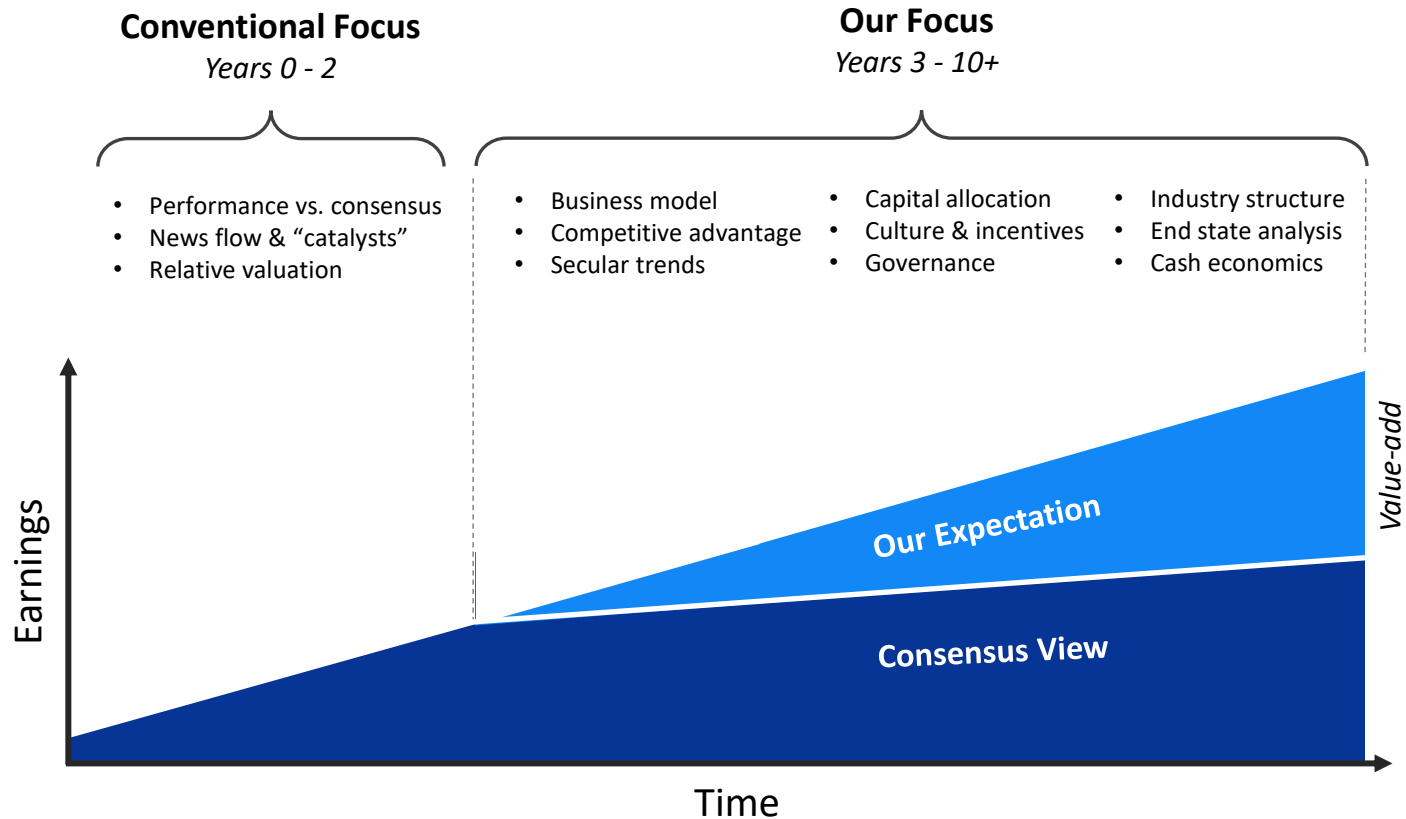 Conventional Focus
Years 0 - 2
Our Focus
Years 3 - 10+
• Performance vs. consensus
• News flow & “catalysts”
• Relative valuation
• Business model
• Competitive advantage
• Secular trends
• Capital allocation
• Culture & incentives
• Governance
• Industry structure
• End state analysis
• Cash economics
Earnings
Our Expectation
Consensus View
Value-add
Time